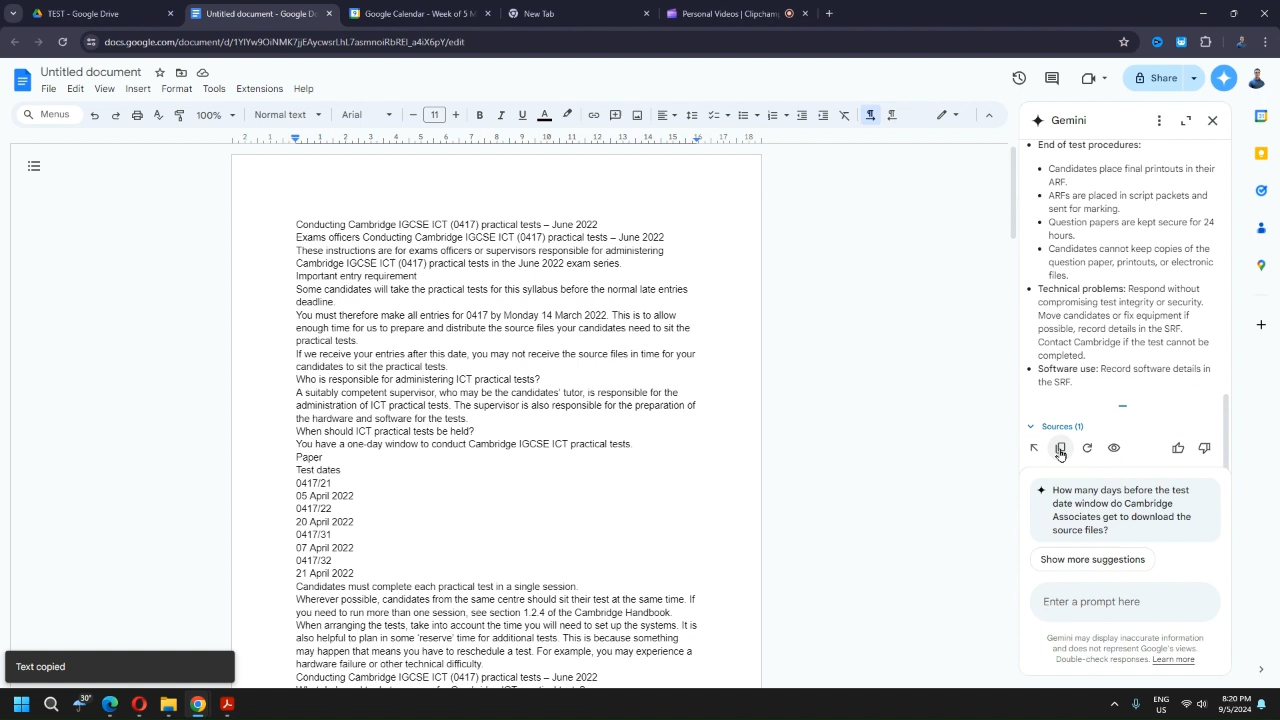 TEST - Google Drive
Untitled document - Google Do
Google Calendar - Week of 5 M
New Tab
Personal Videos | Clipcham
docs.google.com/document/d/1YIYw9OiNMK7jjEAycwsrLhL7asmnoiRbREI_a4iX6pY/edit
Untitled document
File Edit View Insert Format Tools Extensions Help
Share
Menus
100%
Normal text
Arial
11
Gemini
2 1 1 2 3 4 5 6 7 8 9 10 11 12 13 14 15 16 17 18
Conducting Cambridge IGCSE ICT (0417) practical tests – June 2022
Exams officers Conducting Cambridge IGCSE ICT (0417) practical tests – June 2022
These instructions are for exams officers or supervisors responsible for administering
Cambridge IGCSE ICT (0417) practical tests in the June 2022 exam series.
Important entry requirement
Some candidates will take the practical tests for this syllabus before the normal late entries
deadline.
You must therefore make all entries for 0417 by Monday 14 March 2022. This is to allow
enough time for us to prepare and distribute the source files your candidates need to sit the
practical tests.
If we receive your entries after this date, you may not receive the source files in time for your
candidates to sit the practical tests.
Who is responsible for administering ICT practical tests?
A suitably competent supervisor, who may be the candidates' tutor, is responsible for the
administration of ICT practical tests. The supervisor is also responsible for the preparation of
the hardware and software for the tests.
When should ICT practical tests be held?
You have a one-day window to conduct Cambridge IGCSE ICT practical tests.
Paper
Test dates
0417/21
05 April 2022
0417/22
20 April 2022
0417/31
07 April 2022
0417/32
21 April 2022
Candidates must complete each practical test in a single session.
Wherever possible, candidates from the same centre should sit their test at the same time. If
you need to run more than one session, see section 1.2.4 of the Cambridge Handbook.
When arranging the tests, take into account the time you will need to set up the systems. It is
also helpful to plan in some 'reserve' time for additional tests. This is because something
may happen that means you have to reschedule a test. For example, you may experience a
hardware failure or other technical difficulty.
Conducting Cambridge IGCSE ICT (0417) practical tests – June 2022
End of test procedures:
Candidates place final printouts in their
ARF.
ARFs are placed in script packets and
sent for marking.
Question papers are kept secure for 24
hours.
Candidates cannot keep copies of the
question paper, printouts, or electronic
files.
Technical problems: Respond without
compromising test integrity or security.
Move candidates or fix equipment if
possible, record details in the SRF.
Contact Cambridge if the test cannot be
completed.
Software use: Record software details in
the SRF.
Sources (1)
How many days before the test
date window do Cambridge
Associates get to download the
source files?
Show more suggestions
Enter a prompt here
Gemini may display inaccurate information
and does not represent Google's views.
Double-check responses. Learn more
Text copied
30°
ENG
US
8:20 PM
9/5/2024